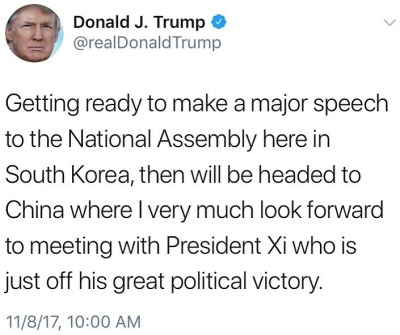 Donald J. Trump
@realDonaldTrump
Getting ready to make a major speech
to the National Assembly here in
South Korea, then will be headed to
China where I very much look forward
to meeting with President Xi who is
just off his great political victory.
11/8/17, 10:00 AM